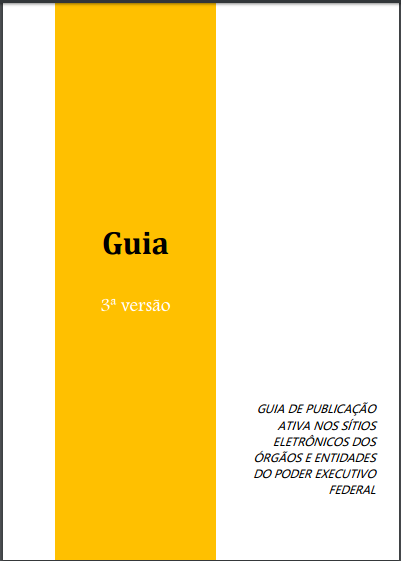 Guia
3ª versão
GUIA DE PUBLICAÇÃO
ATIVA NOS SÍTIOS
ELETRÔNICOS DOS
ÓRGÃOS E ENTIDADES
DO PODER EXECUTIVO
FEDERAL